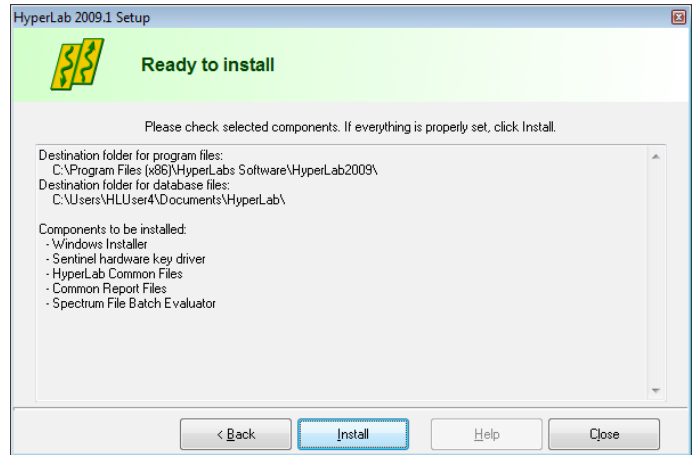 HyperLab 2009.1 Setup
Ready to install
Please check selected components. If everything is properly set, click Install.
Destination folder for program files:
C:\Program Files (x86)\HyperLabs Software\HyperLab2009\
Destination folder for database files:
C:\Users\HLUser4\Documents\HyperLab\
Components to be installed:
- Windows Installer
- Sentinel hardware key driver
- HyperLab Common Files
- Common Report Files
- Spectrum File Batch Evaluator
< Back Install Help Close